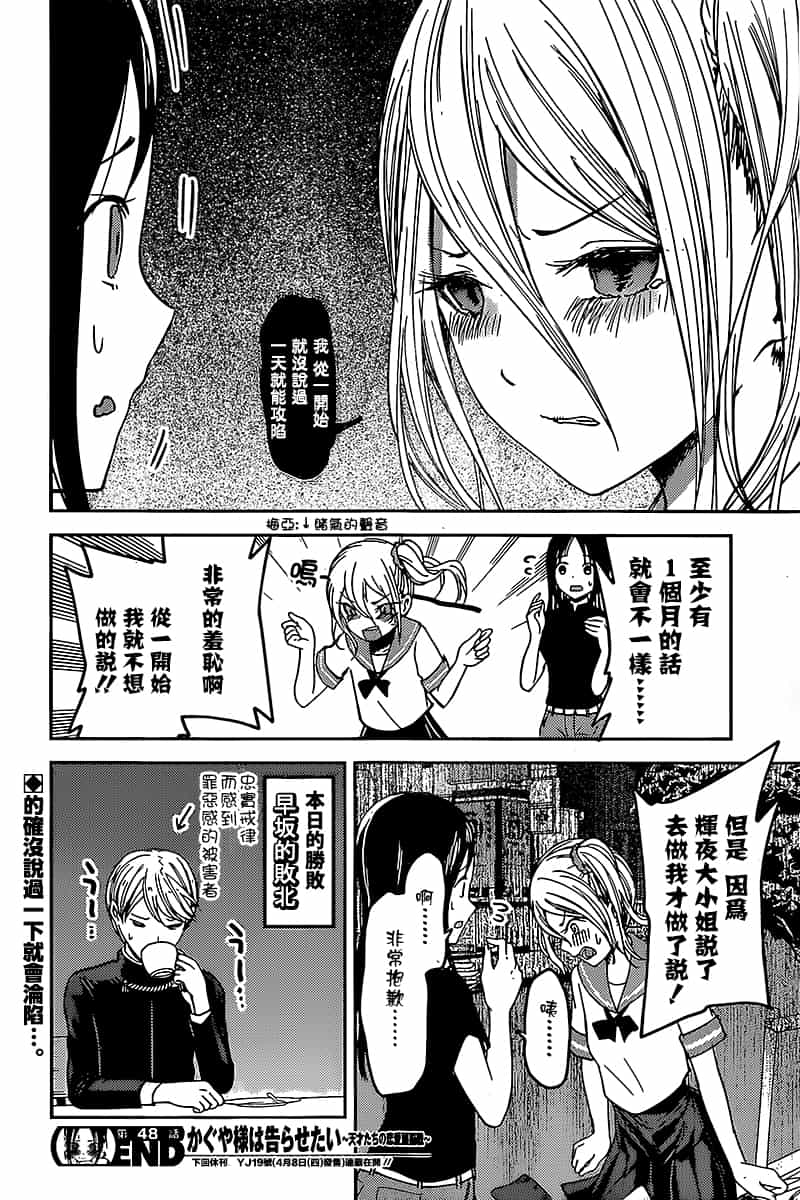 我從一開始
就沒說過
一天就能攻陷
梅亞:↓賭氣的聲音
至少有
1個月的話
就會不一樣……
嗚~
非常的羞恥啊
從一開始
我就不想
做的說!!
但是 因為
輝夜大小姐說了
去做我才做了說!
咦…
啊……
非常抱歉…
本日的勝敗
早坂的敗北
忠實戒律
而感到
罪惡感的被害者
うー…
うー…
◆的確沒說過一下就會淪陷…。
第48話
END
かぐや様は告らせたい~天才たちの恋愛頭脳戦~
下回休刊 YJ19號(4月8日(四)發售)連載在開!!